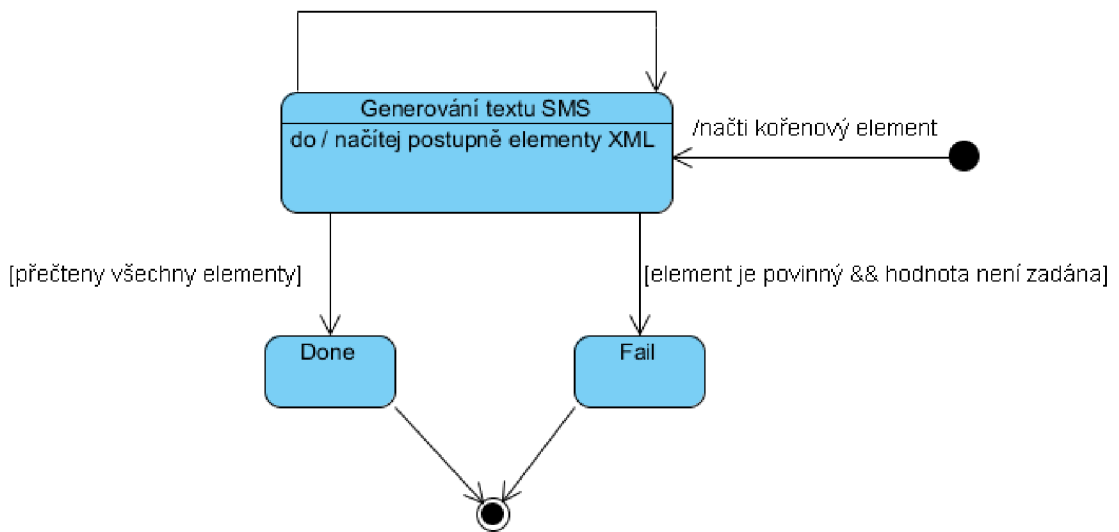 Generování textu SMS
do / načítej postupně elementy XML
/načti kořenový element
[přečteny všechny elementy]
[element je povinný && hodnota není zadána]
Done
Fail